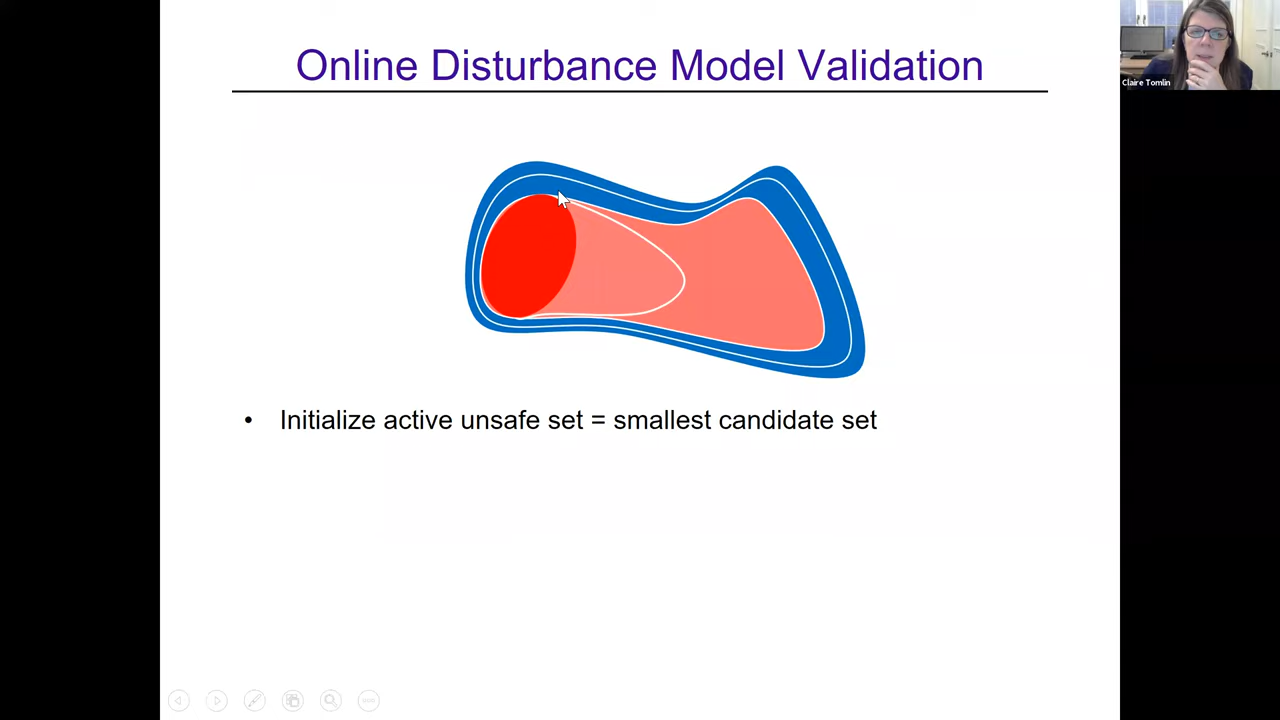 Online Disturbance Model Validation
Claire Tomlin
• Initialize active unsafe set = smallest candidate set